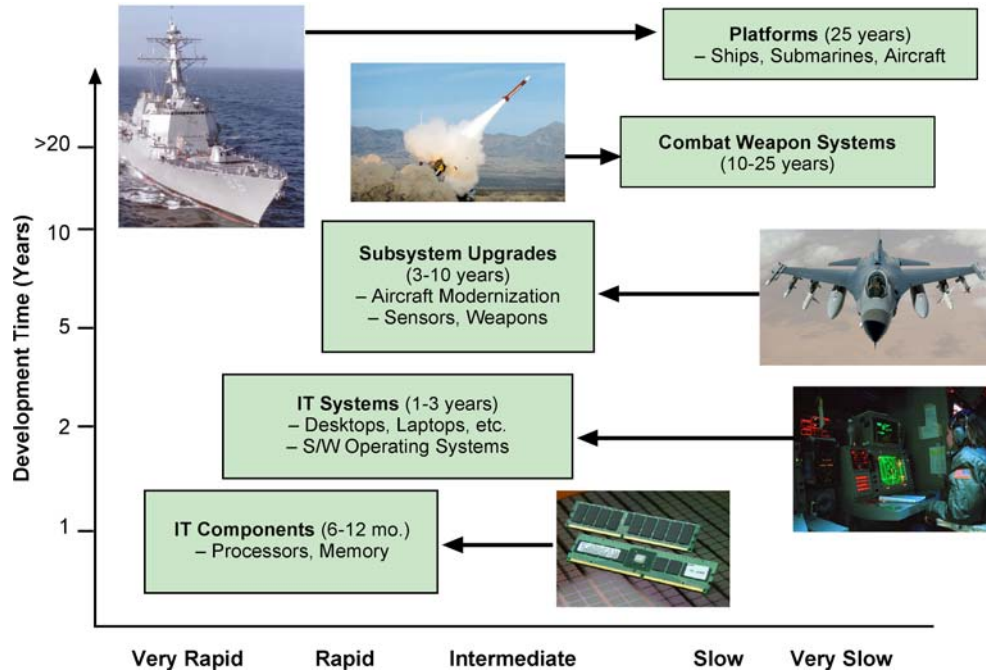 Platforms (25 years)
– Ships, Submarines, Aircraft
Combat Weapon Systems
(10-25 years)
Subsystem Upgrades
(3-10 years)
– Aircraft Modernization
– Sensors, Weapons
IT Systems (1-3 years)
– Desktops, Laptops, etc.
– S/W Operating Systems
IT Components (6-12 mo.)
– Processors, Memory
Development Time (Years)
>20
10
5
2
1
Very Rapid
Rapid
Intermediate
Slow
Very Slow